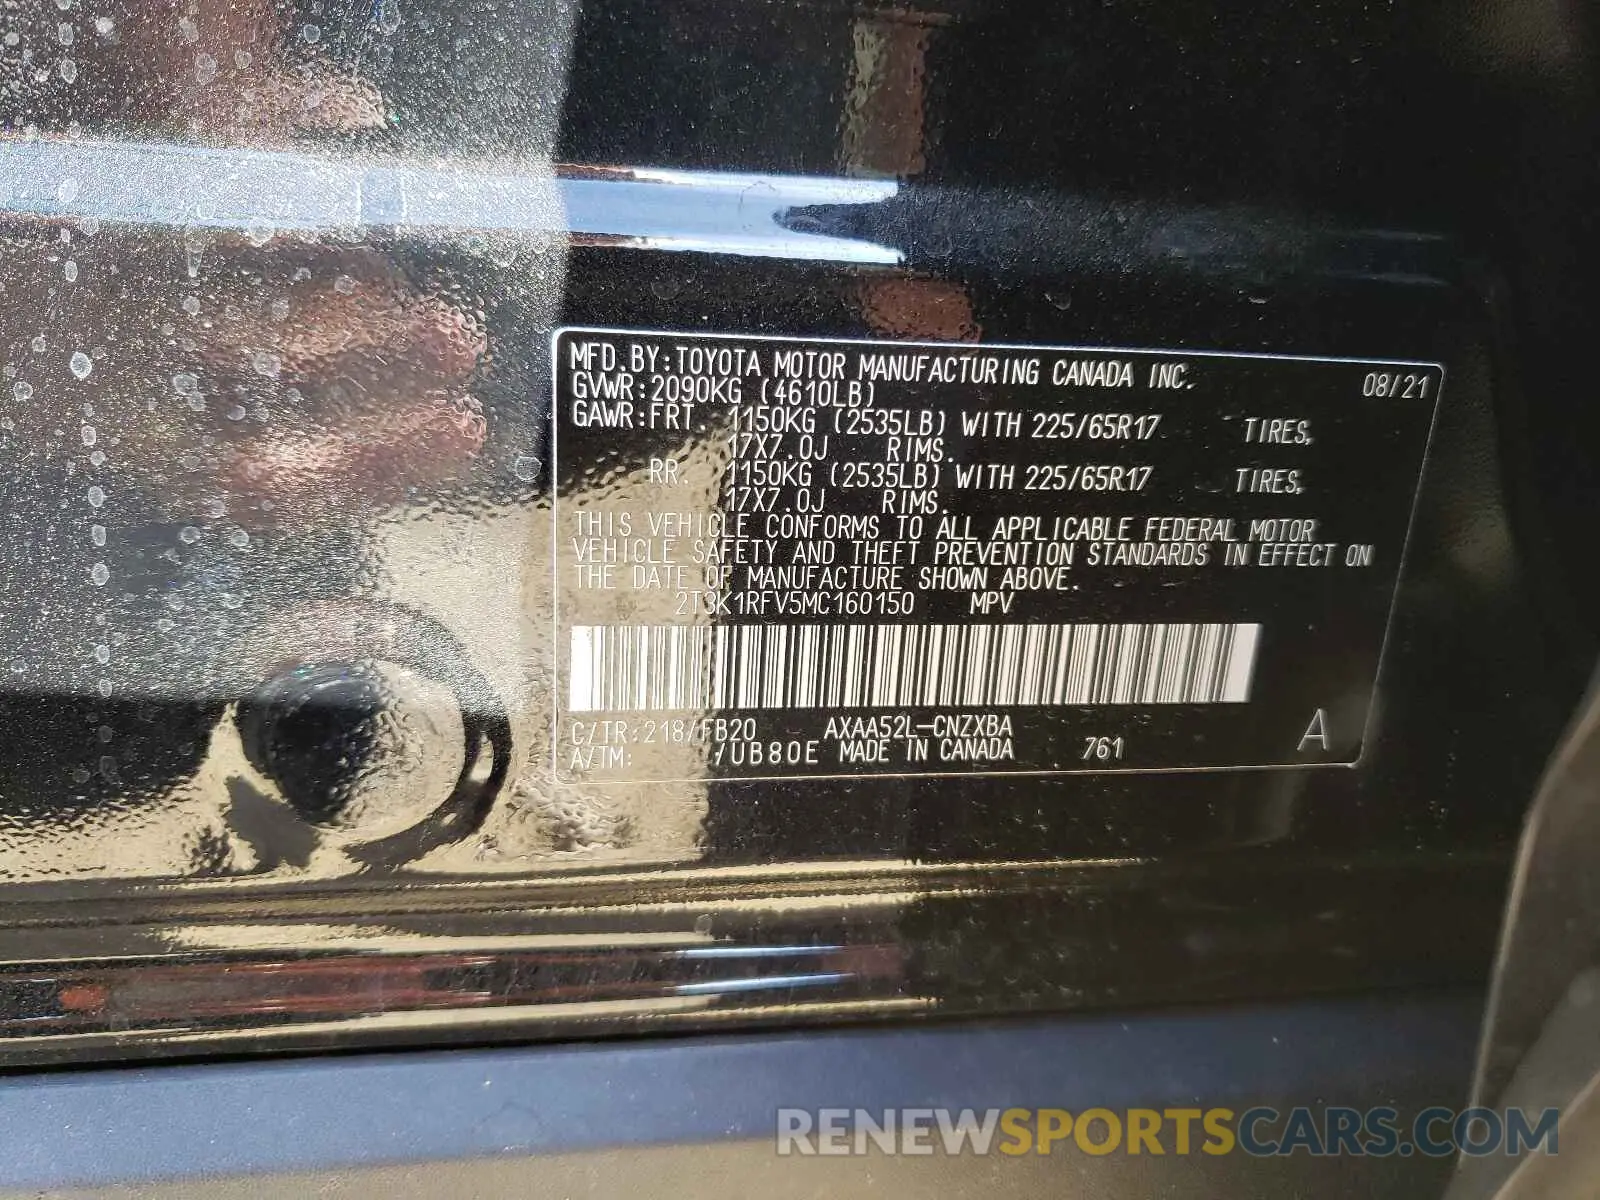 MFD.BY:TOYOTA MOTOR MANUFACTURING CANADA INC. 08/21
GVWR:2090KG (4610LB)
GAWR:FRT. 1150KG (2535LB) WITH 225/65R17 TIRES,
17X7.0J RIMS.
RR. 1150KG (2535LB) WITH 225/65R17 TIRES,
17X7.0J RIMS.
THIS VEHICLE CONFORMS TO ALL APPLICABLE FEDERAL MOTOR
VEHICLE SAFETY AND THEFT PREVENTION STANDARDS IN EFFECT ON
THE DATE OF MANUFACTURE SHOWN ABOVE.
2T3K1RFV5MC160150 MPV
C/TR:218/FB20 AXAA52L-CNZXBA A
A/TM: /UB80E MADE IN CANADA 761
RENEWSPORTSCARS.COM